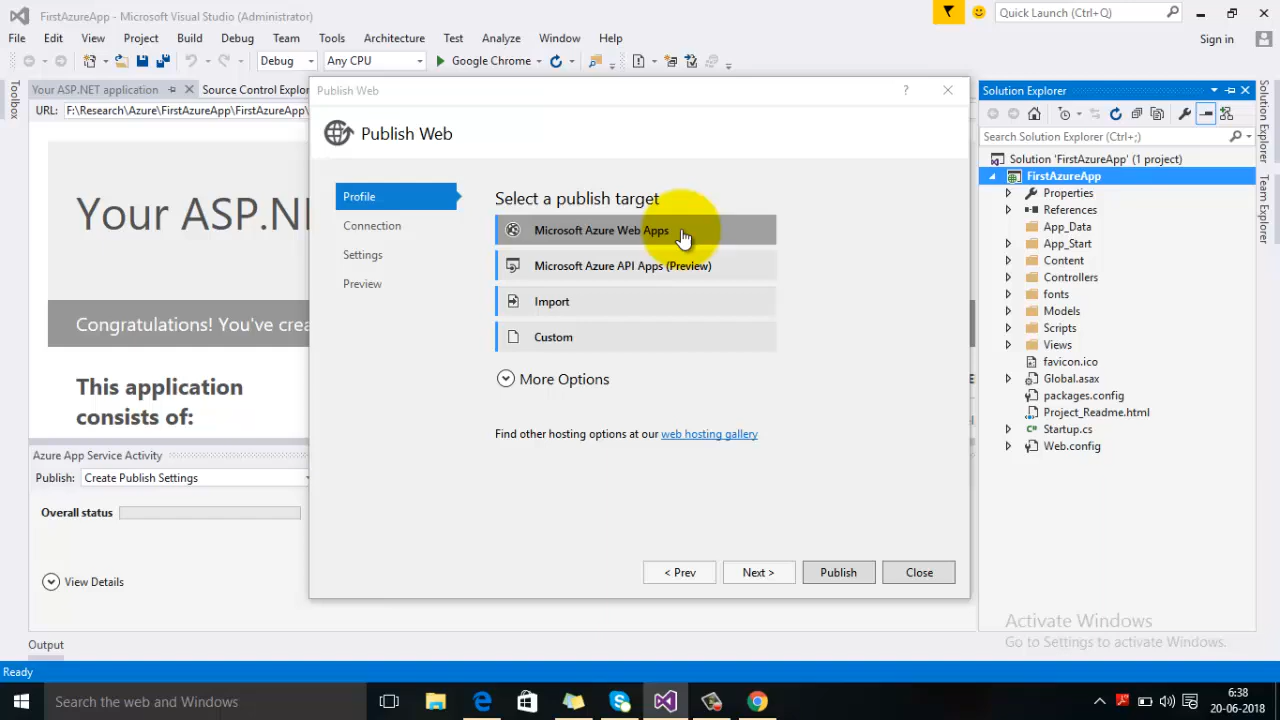 FirstAzureApp - Microsoft Visual Studio (Administrator)
Quick Launch (Ctrl+Q)
File Edit View Project Build Debug Team Tools Architecture Test Analyze Window Help
Sign in
Debug Any CPU Google Chrome
Toolbox
Your ASP.NET application
Source Control Explor
URL: F:\Research\Azure\FirstAzureApp\FirstAzureApp\
Your ASP.NE
Congratulations! You've crea
This application
consists of:
Azure App Service Activity
Publish: Create Publish Settings
Overall status
View Details
Output
Ready
Publish Web
?
Publish Web
Profile
Connection
Settings
Preview
Select a publish target
Microsoft Azure Web Apps
Microsoft Azure API Apps (Preview)
Import
Custom
More Options
Find other hosting options at our web hosting gallery
< Prev
Next >
Publish
Close
Solution Explorer
Search Solution Explorer (Ctrl+;)
Solution 'FirstAzureApp' (1 project)
FirstAzureApp
Properties
References
App_Data
App_Start
Content
Controllers
fonts
Models
Scripts
Views
favicon.ico
Global.asax
packages.config
Project_Readme.html
Startup.cs
Web.config
Solution Explorer
Team Explorer
Activate Windows
Go to Settings to activate Windows.
Search the web and Windows
6:38
20-06-2018